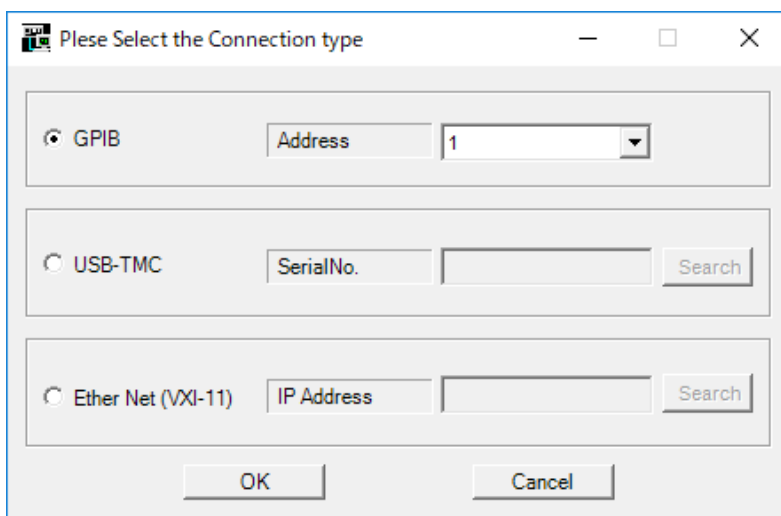 Plese Select the Connection type
GPIB Address 1
USB-TMC SerialNo. Search
Ether Net (VXI-11) IP Address Search
OK Cancel